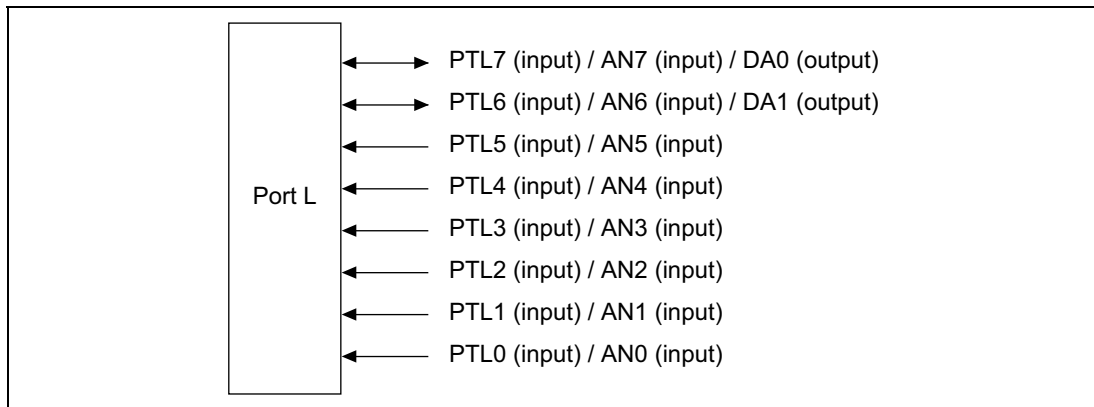 Port L
PTL7 (input) / AN7 (input) / DA0 (output)
PTL6 (input) / AN6 (input) / DA1 (output)
PTL5 (input) / AN5 (input)
PTL4 (input) / AN4 (input)
PTL3 (input) / AN3 (input)
PTL2 (input) / AN2 (input)
PTL1 (input) / AN1 (input)
PTL0 (input) / AN0 (input)